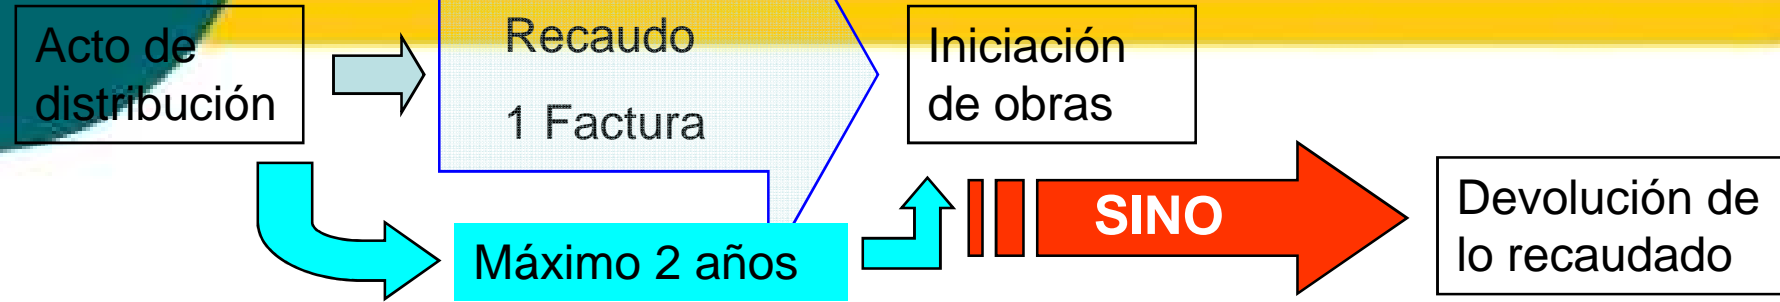 Acto de
distribución
Recaudo
1 Factura
Iniciación
de obras
Máximo 2 años
SINO
Devolución de
lo recaudado